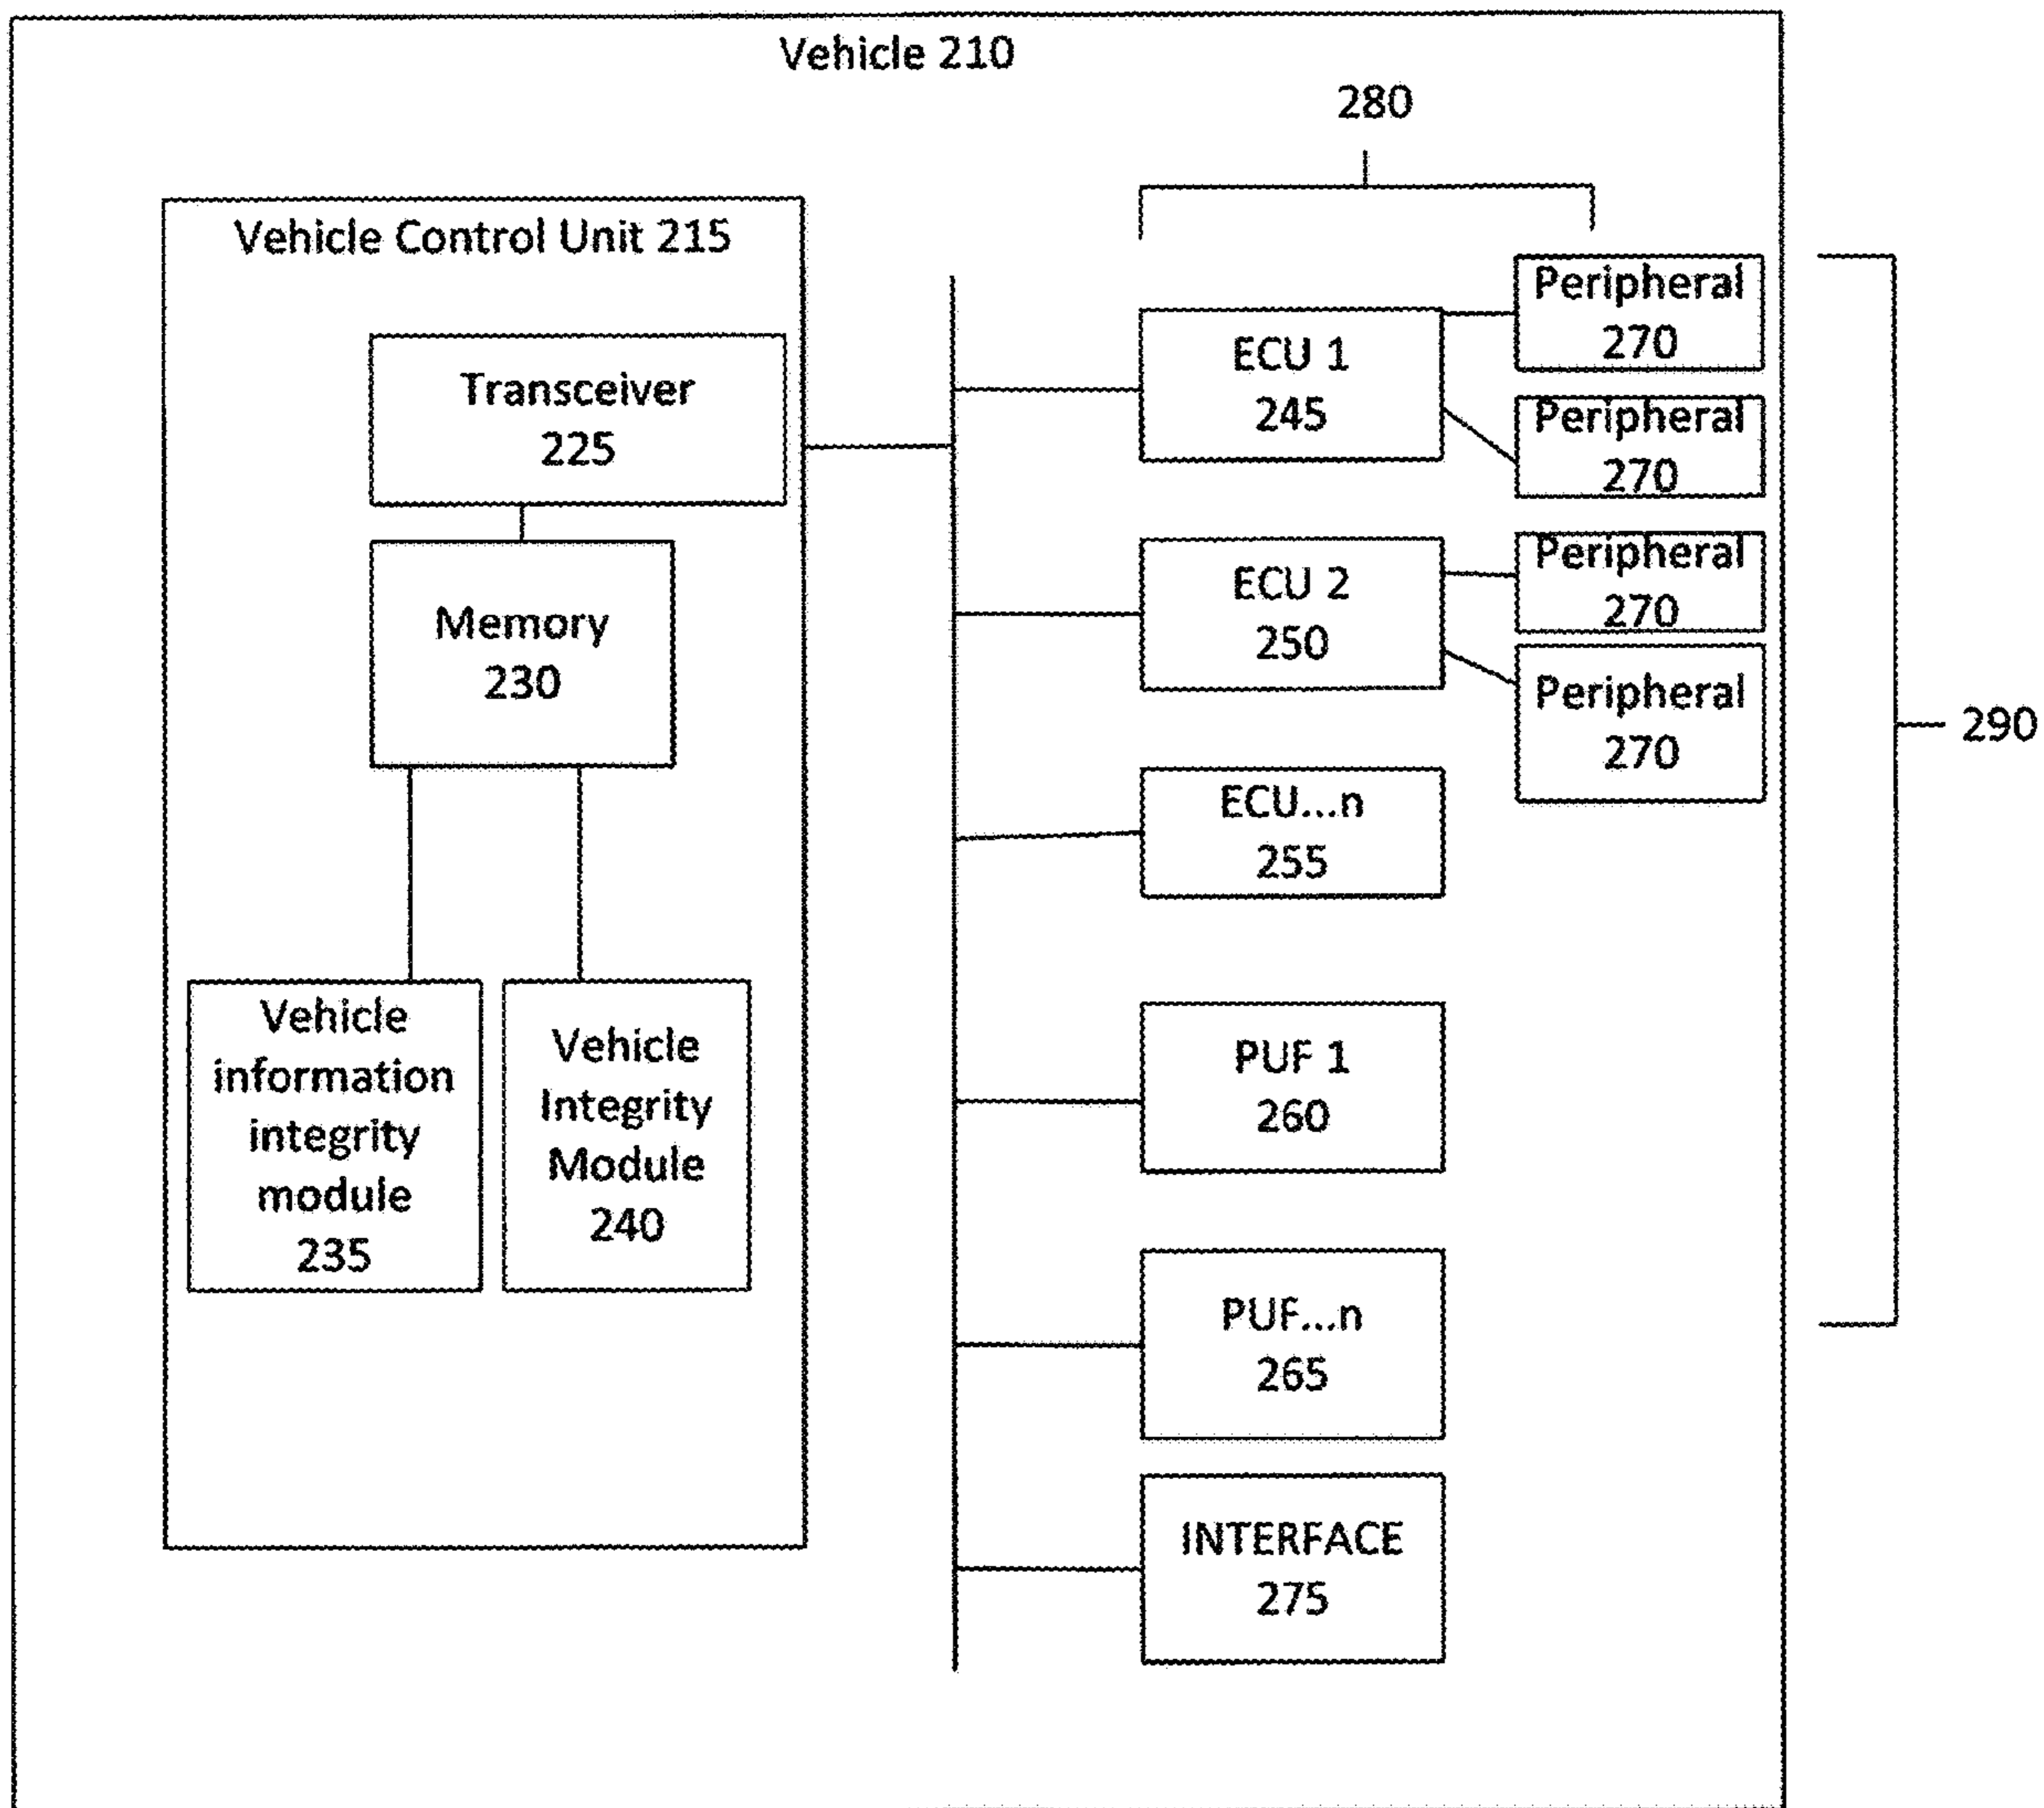 Vehicle 210
280
Vehicle Control Unit 215
Transceiver
225
Memory
230
Vehicle
information
integrity
module
235
Vehicle
Integrity
Module
240
ECU 1
245
Peripheral
270
Peripheral
270
ECU 2
250
Peripheral
270
Peripheral
270
290
ECU...n
255
PUF 1
260
PUF...n
265
INTERFACE
275